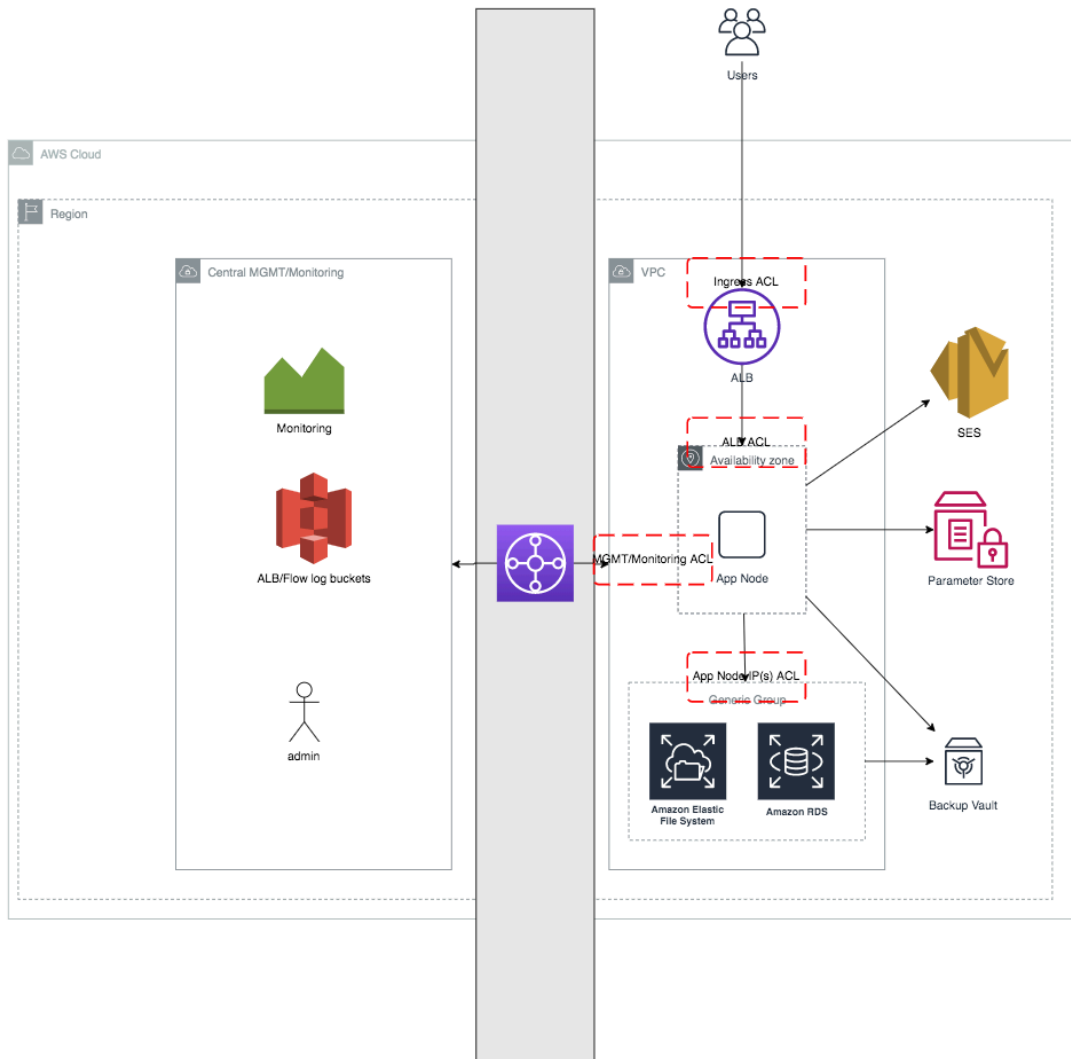 Users
AWS Cloud
Region
Central MGMT/Monitoring
VPC
Ingress ACL
ALB
Monitoring
SES
ALB ACL
Availability zone
ALB/Flow log buckets
MGMT/Monitoring ACL
App Node
Parameter Store
App Node IP(s) ACL
Generic Group
admin
Amazon Elastic
File System
Amazon RDS
Backup Vault